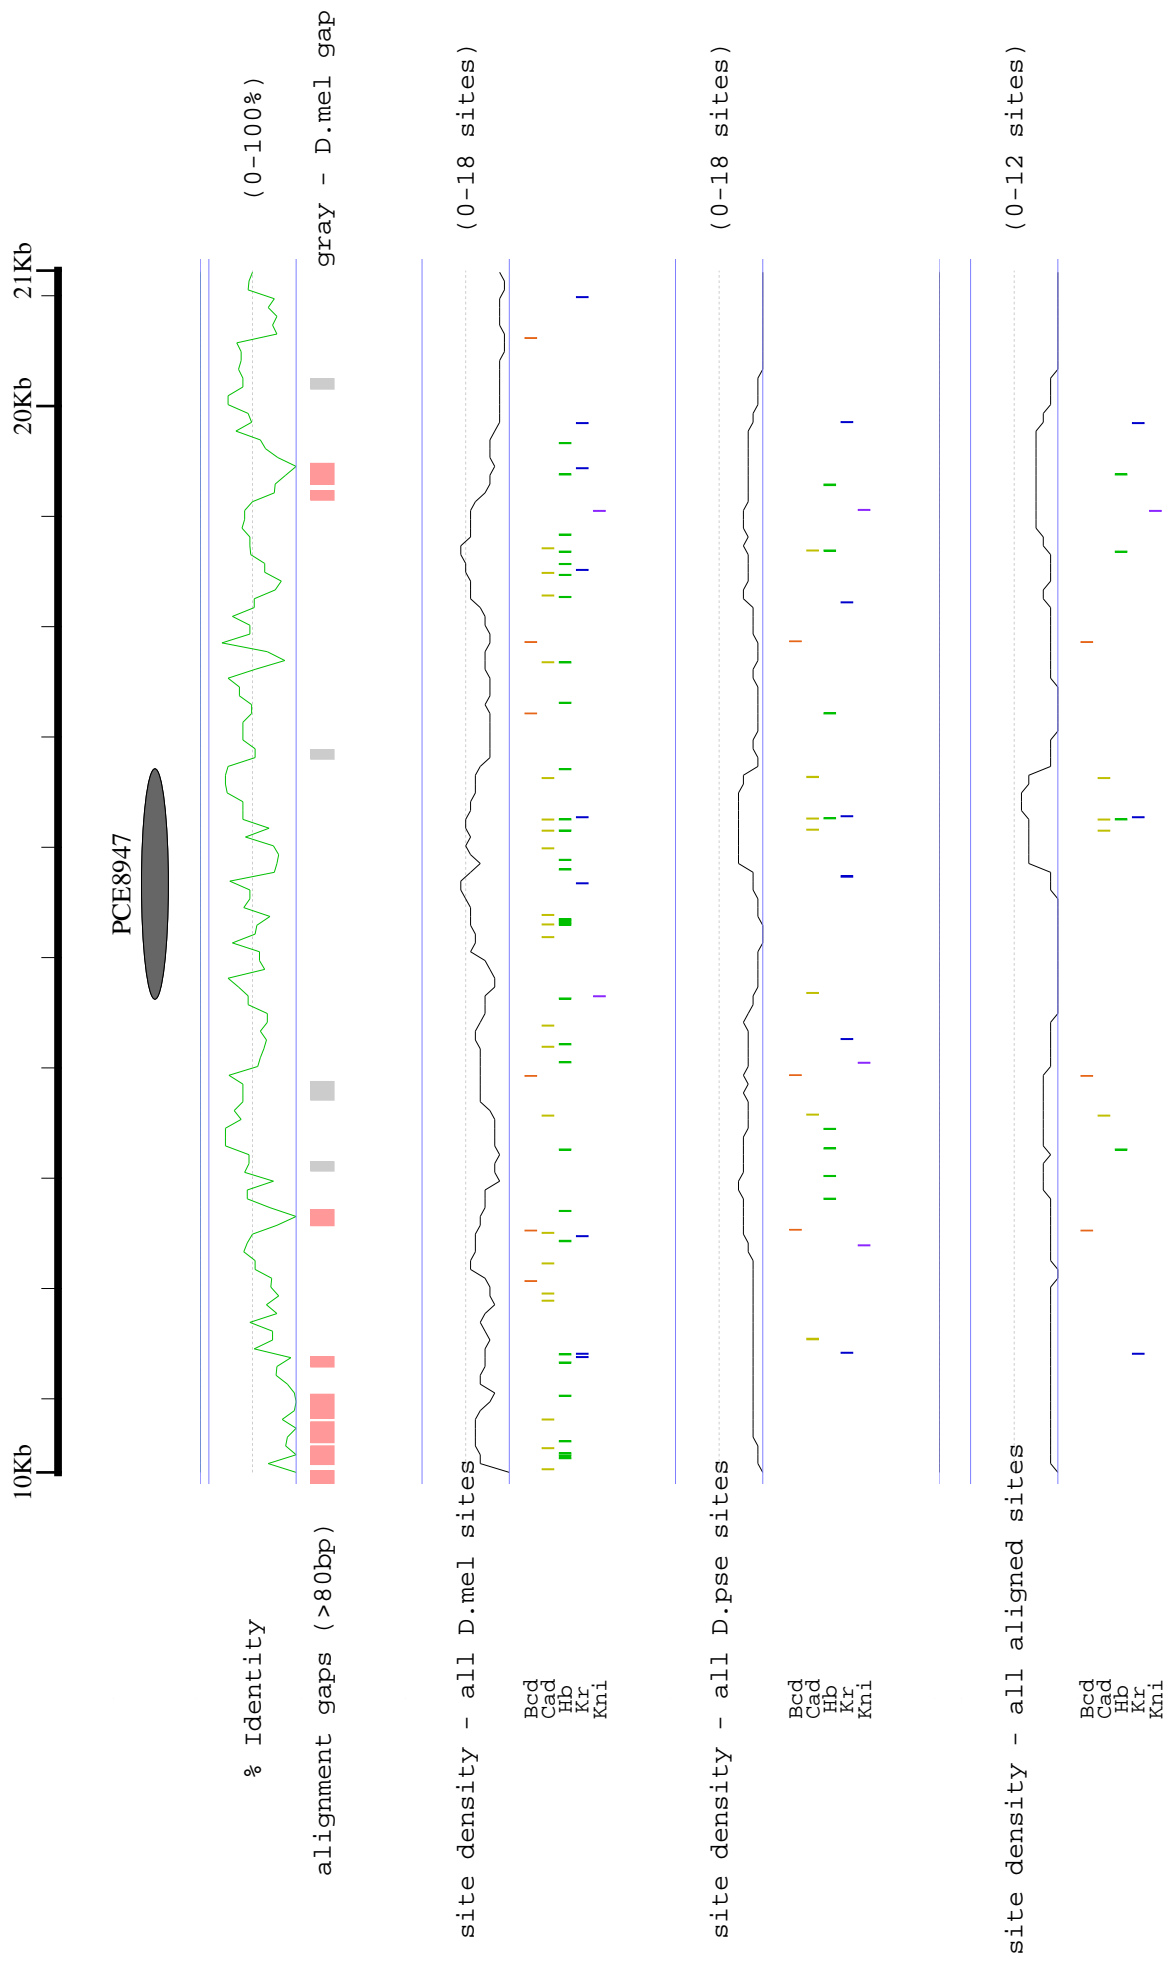 10Kb 20Kb 21Kb
PCE8947
% Identity (0-100%)
alignment gaps (>80bp) gray - D.mel gap
site density - all D.mel sites (0-18 sites)
Bcd
Cad
Hb
Kr
Kni
site density - all D.pse sites (0-18 sites)
Bcd
Cad
Hb
Kr
Kni
site density - all aligned sites (0-12 sites)
Bcd
Cad
Hb
Kr
Kni